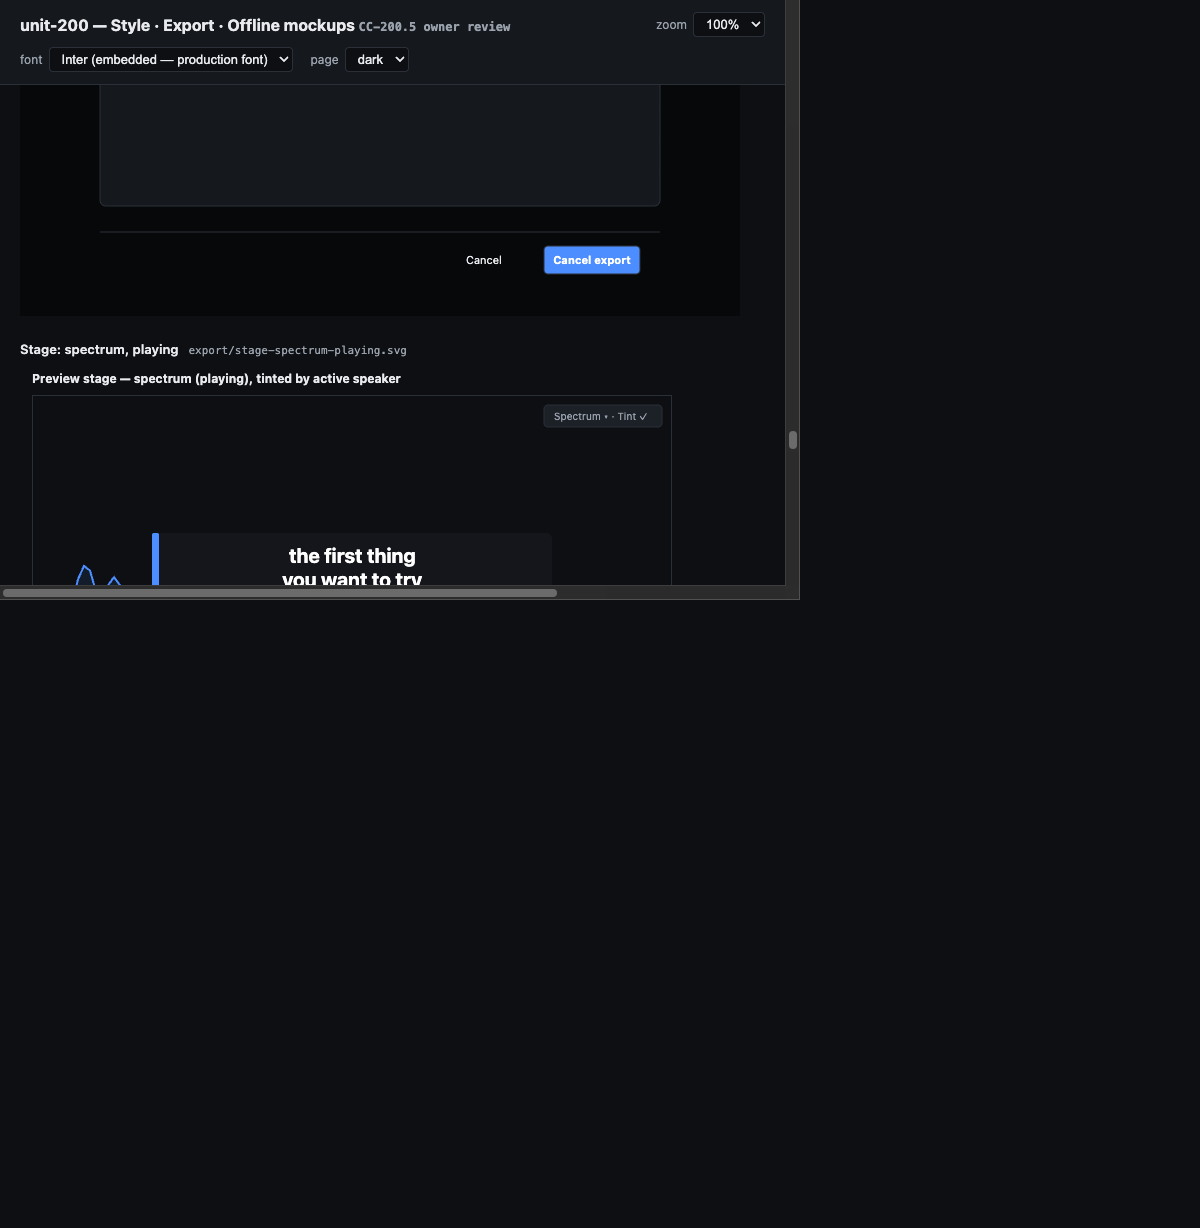 unit-200 — Style · Export · Offline mockups CC-200.5 owner review
zoom 100%
font Inter (embedded — production font) page dark
Cancel Cancel export
Stage: spectrum, playing export/stage-spectrum-playing.svg
Preview stage — spectrum (playing), tinted by active speaker
Spectrum ▾ · Tint ✓
the first thing
you want to try